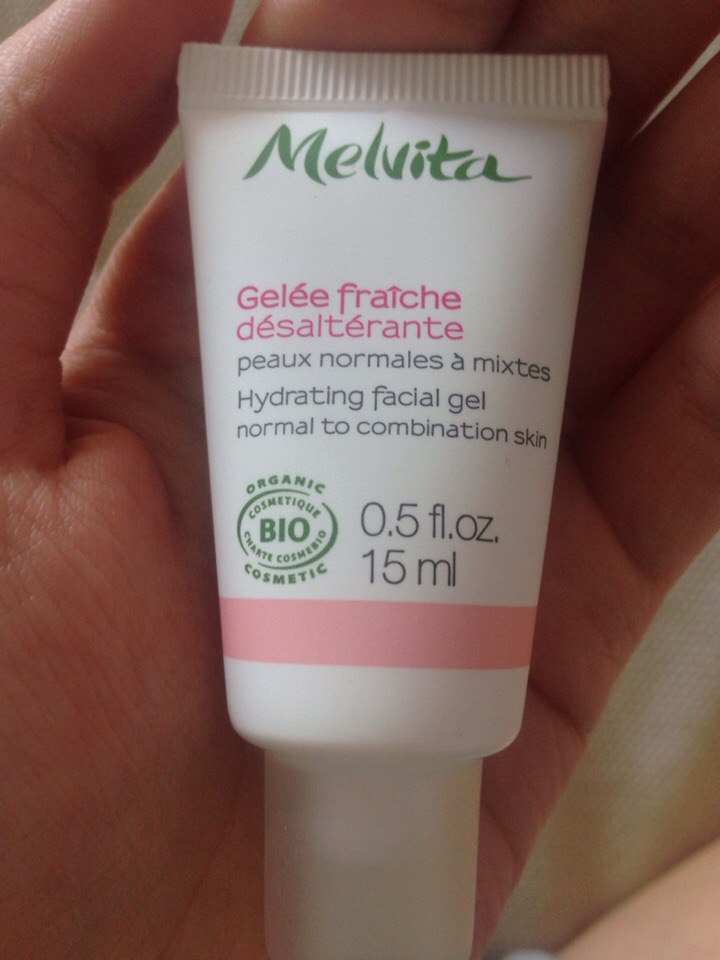 Melvita
Gelée fraîche
désaltérante
peaux normales à mixtes
Hydrating facial gel
normal to combination skin
ORGANIC
COSMETIQUE
BIO
CHARTE COSMEBIO
COSMETIC
0.5 fl.oz.
15 ml